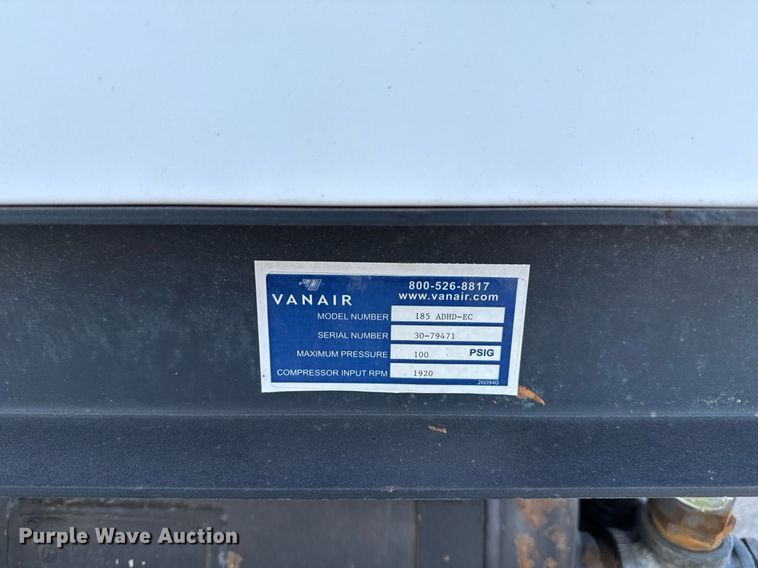 VANAIR
800-526-8817
www.vanair.com
MODEL NUMBER 185 ADHD-EC
SERIAL NUMBER 30-79471
MAXIMUM PRESSURE 100 PSIG
COMPRESSOR INPUT RPM 1920
260940
Purple Wave Auction®